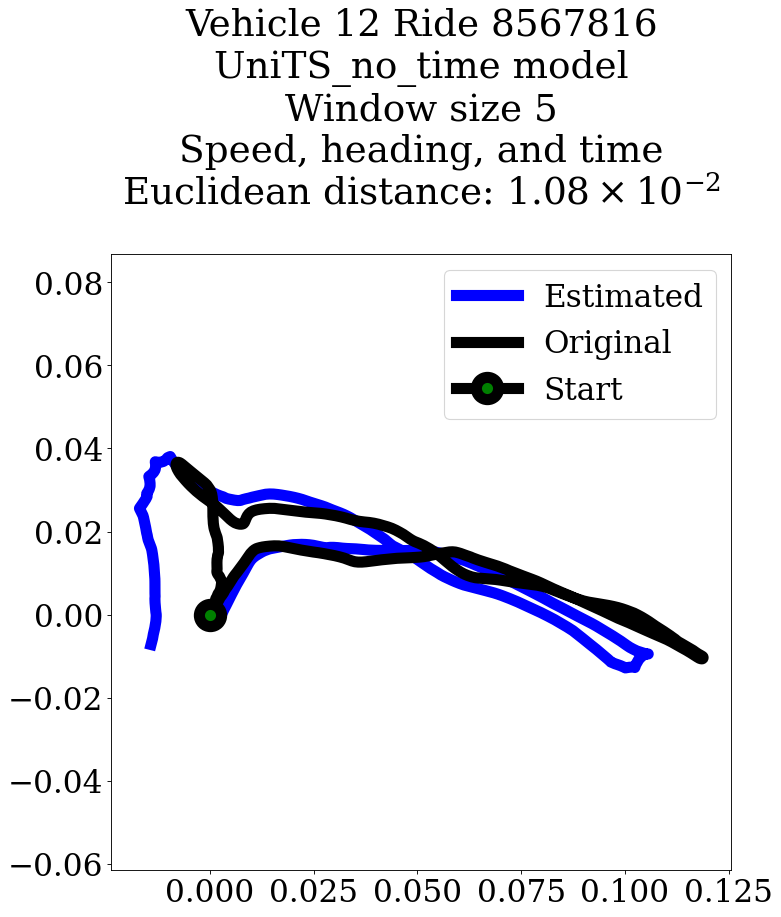 Vehicle 12 Ride 8567816
UniTS_no_time model
Window size 5
Speed, heading, and time
Euclidean distance: 1.08 × 10⁻²
Estimated
Original
Start
0.08
0.06
0.04
0.02
0.00
−0.02
−0.04
−0.06
0.000 0.025 0.050 0.075 0.100 0.125